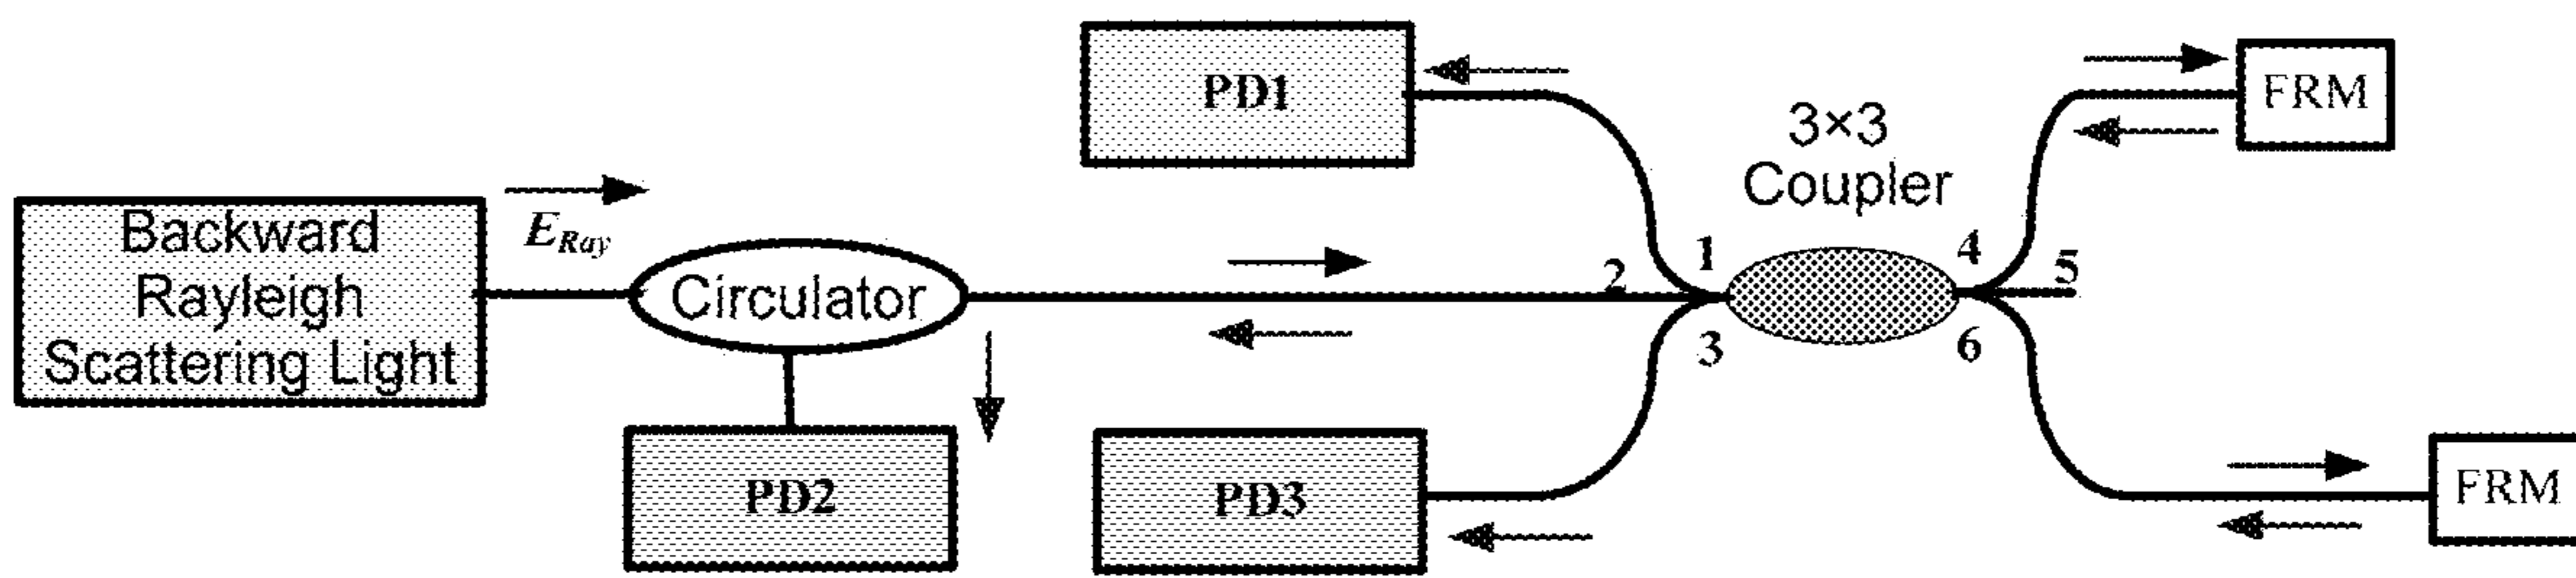 Backward
Rayleigh
Scattering Light
E_Ray
Circulator
PD2
PD1
PD3
2
1
3
3×3
Coupler
4
5
6
FRM
FRM